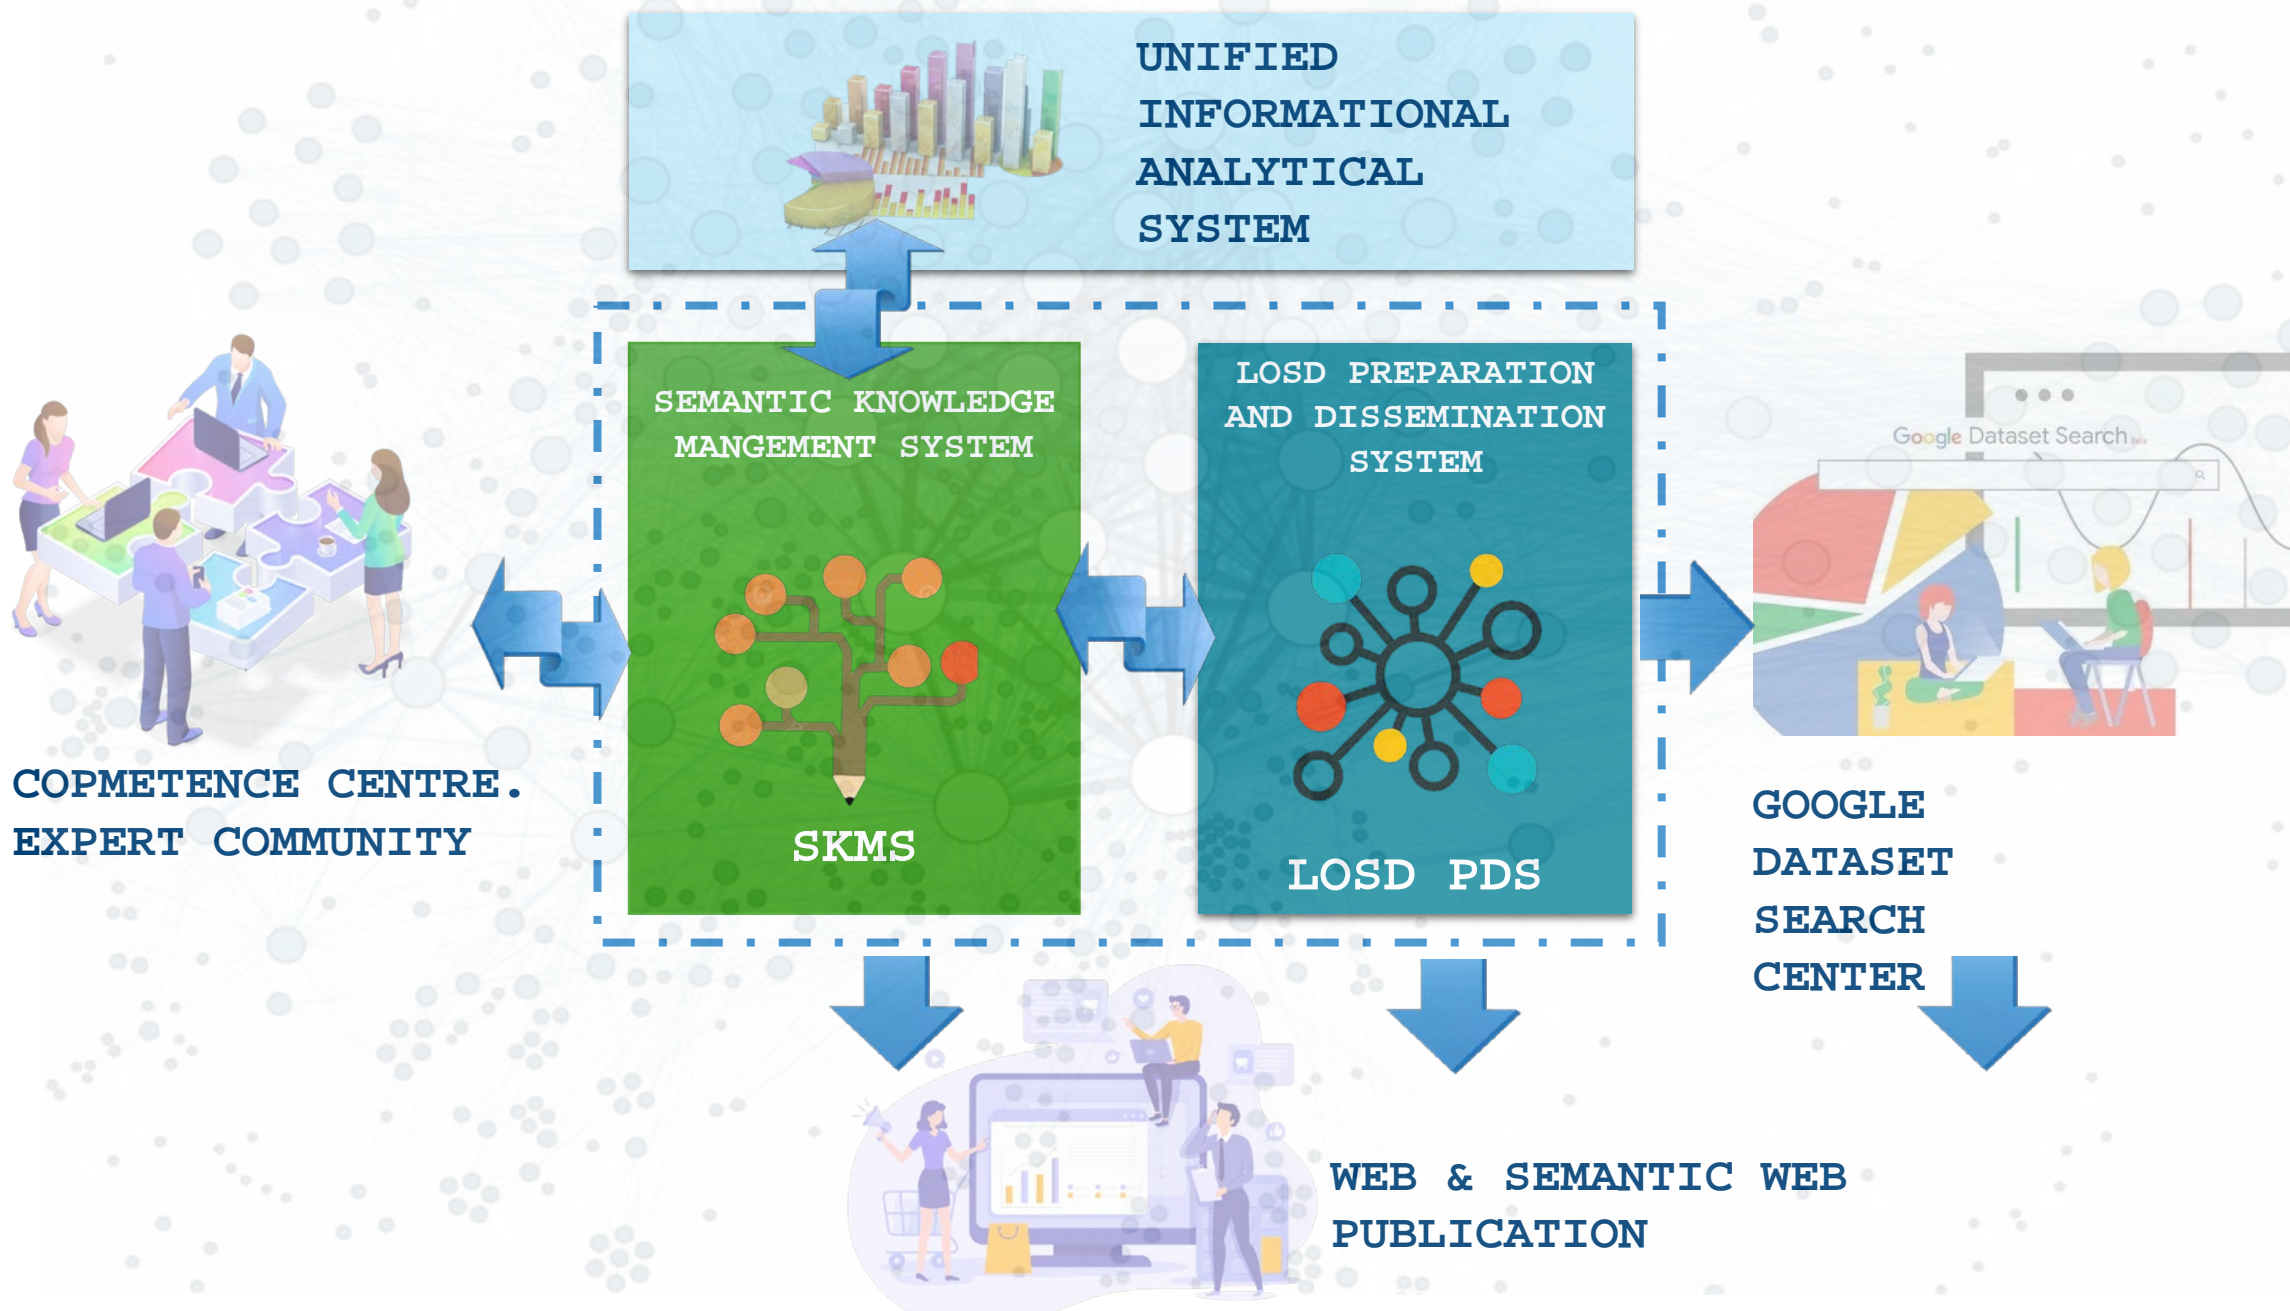 UNIFIED
INFORMATIONAL
ANALYTICAL
SYSTEM
SEMANTIC KNOWLEDGE
MANGEMENT SYSTEM
SKMS
LOSD PREPARATION
AND DISSEMINATION
SYSTEM
LOSD PDS
COPMETENCE CENTRE.
EXPERT COMMUNITY
Google Dataset Search Beta
GOOGLE
DATASET
SEARCH
CENTER
WEB & SEMANTIC WEB
PUBLICATION